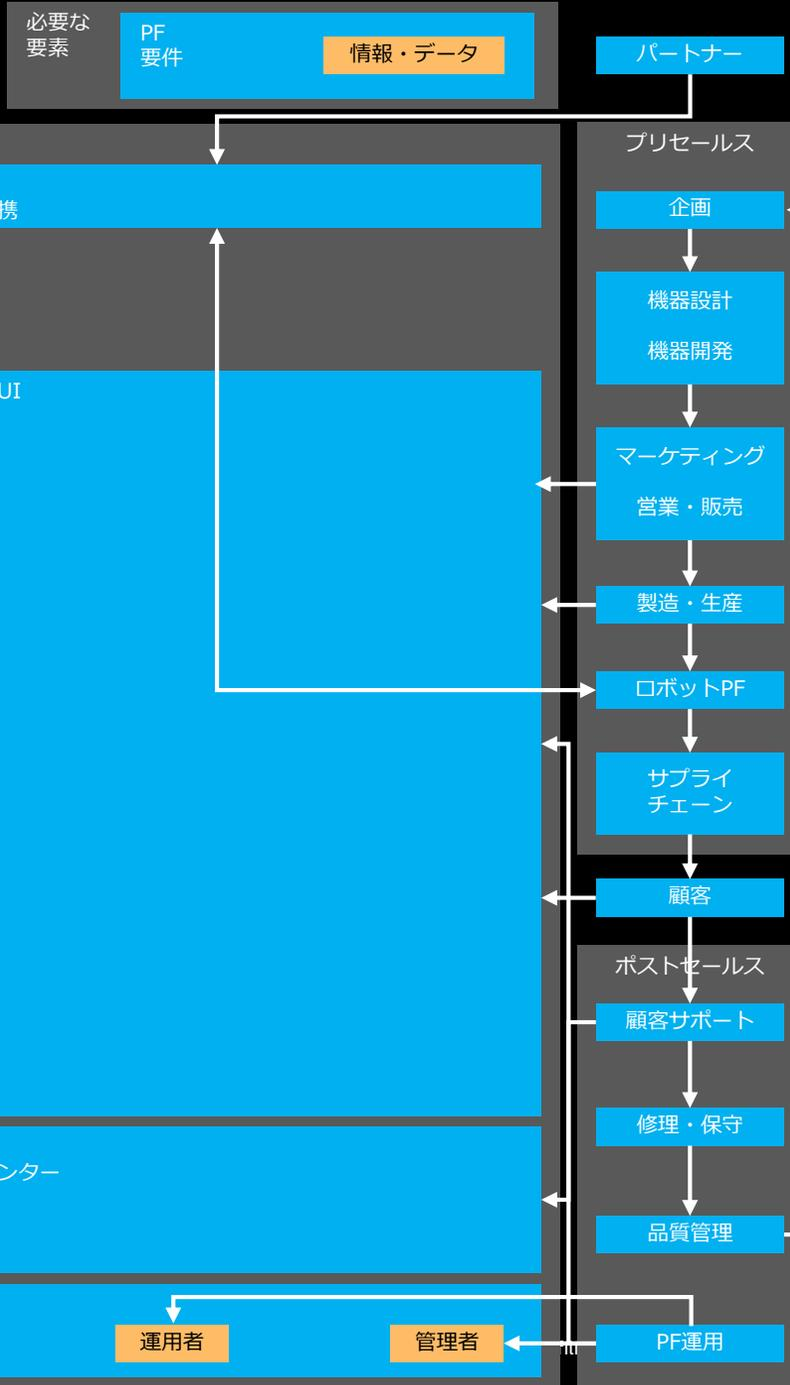 必要な
要素
PF
要件
情報・データ
パートナー
プリセールス
携
企画
機器設計
機器開発
UI
マーケティング
営業・販売
製造・生産
ロボットPF
サプライ
チェーン
顧客
ポストセールス
顧客サポート
修理・保守
ンター
品質管理
運用者
管理者
PF運用